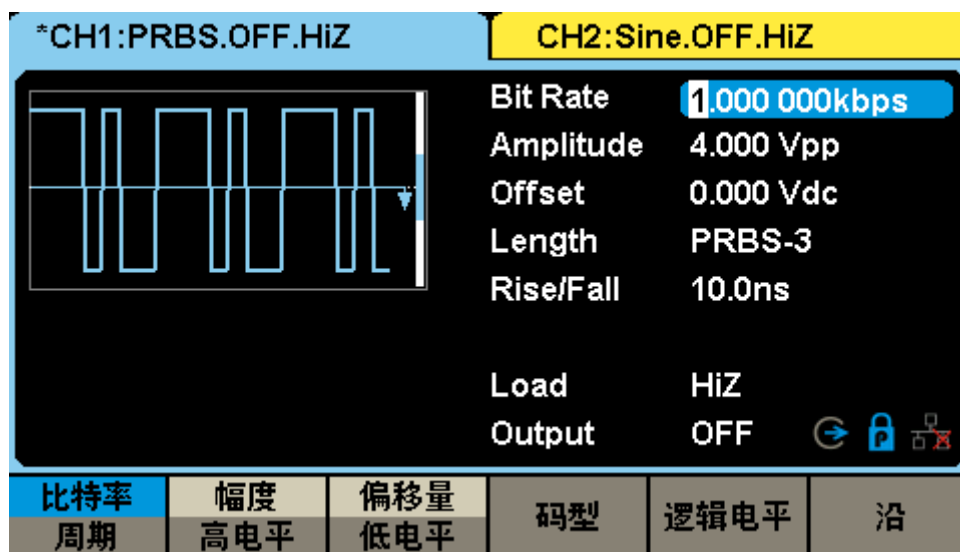 *CH1:PRBS.OFF.HiZ
CH2:Sine.OFF.HiZ
Bit Rate 1.000 000kbps
Amplitude 4.000 Vpp
Offset 0.000 Vdc
Length PRBS-3
Rise/Fall 10.0ns
Load HiZ
Output OFF
P
比特率 幅度 偏移量 码型 逻辑电平 沿
周期 高电平 低电平